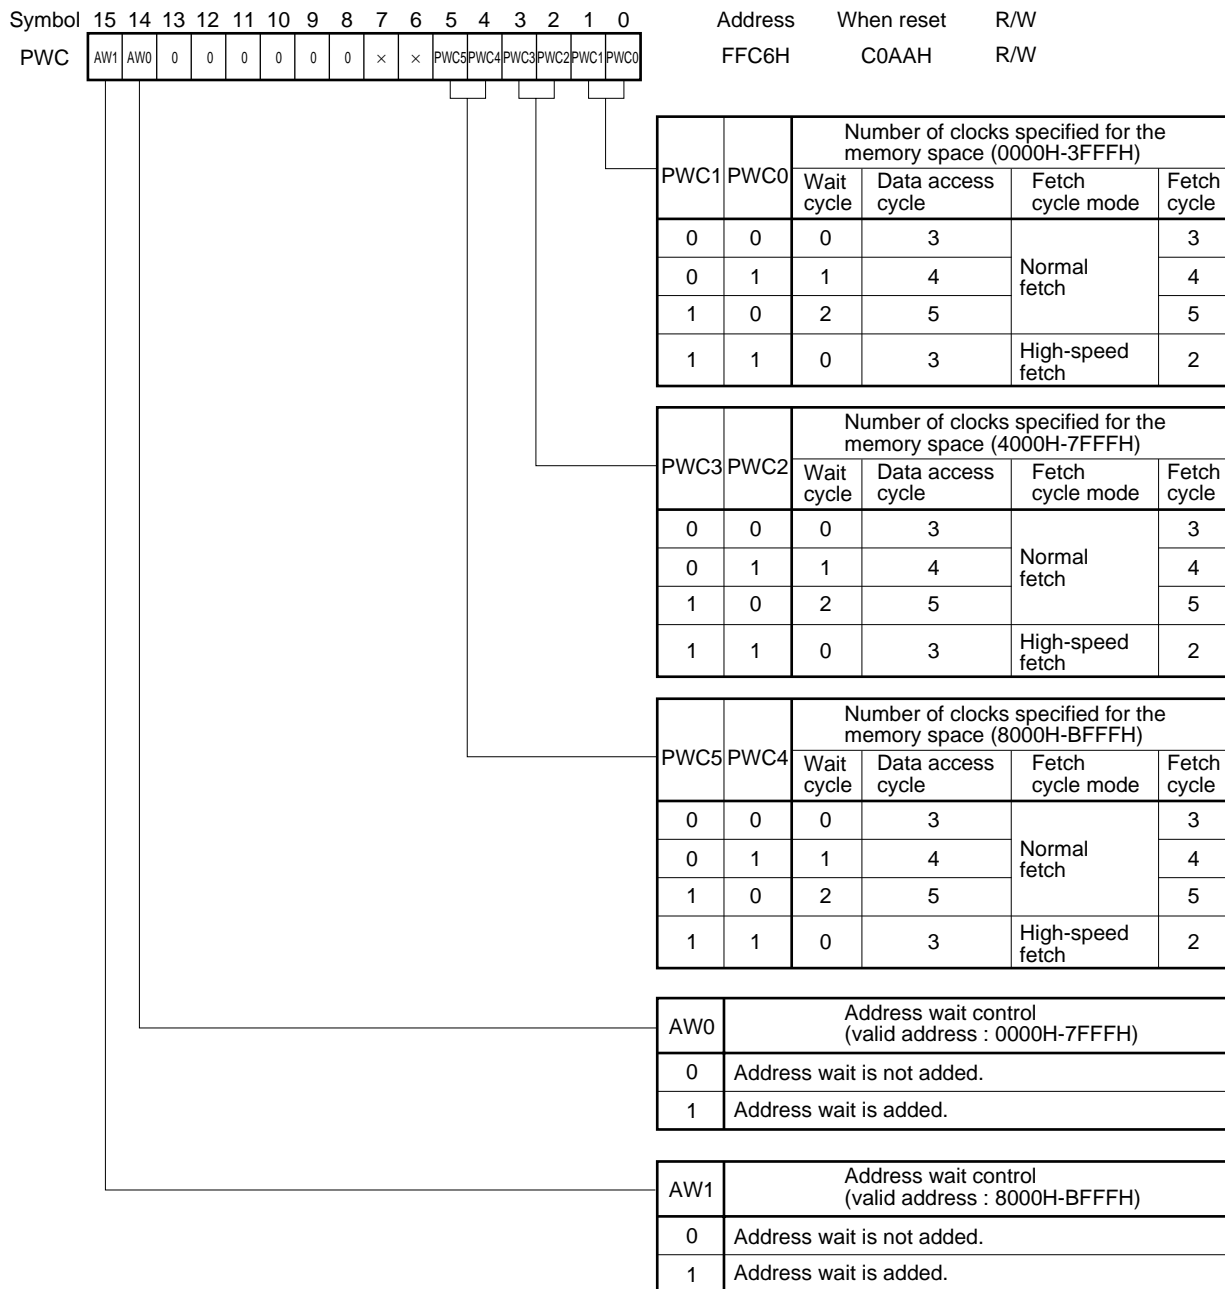 Symbol 15 14 13 12 11 10 9 8 7 6 5 4 3 2 1 0 Address When reset R/W
PWC AW1 AW0 0 0 0 0 0 0 × × PWC5 PWC4 PWC3 PWC2 PWC1 PWC0 FFC6H C0AAH R/W
PWC1 PWC0 Number of clocks specified for the
memory space (0000H-3FFFH)
Wait cycle Data access cycle Fetch cycle mode Fetch cycle
0 0 0 3 Normal fetch 3
0 1 1 4 4
1 0 2 5 5
1 1 0 3 High-speed fetch 2
PWC3 PWC2 Number of clocks specified for the
memory space (4000H-7FFFH)
Wait cycle Data access cycle Fetch cycle mode Fetch cycle
0 0 0 3 Normal fetch 3
0 1 1 4 4
1 0 2 5 5
1 1 0 3 High-speed fetch 2
PWC5 PWC4 Number of clocks specified for the
memory space (8000H-BFFFH)
Wait cycle Data access cycle Fetch cycle mode Fetch cycle
0 0 0 3 Normal fetch 3
0 1 1 4 4
1 0 2 5 5
1 1 0 3 High-speed fetch 2
AW0 Address wait control
(valid address : 0000H-7FFFH)
0 Address wait is not added.
1 Address wait is added.
AW1 Address wait control
(valid address : 8000H-BFFFH)
0 Address wait is not added.
1 Address wait is added.